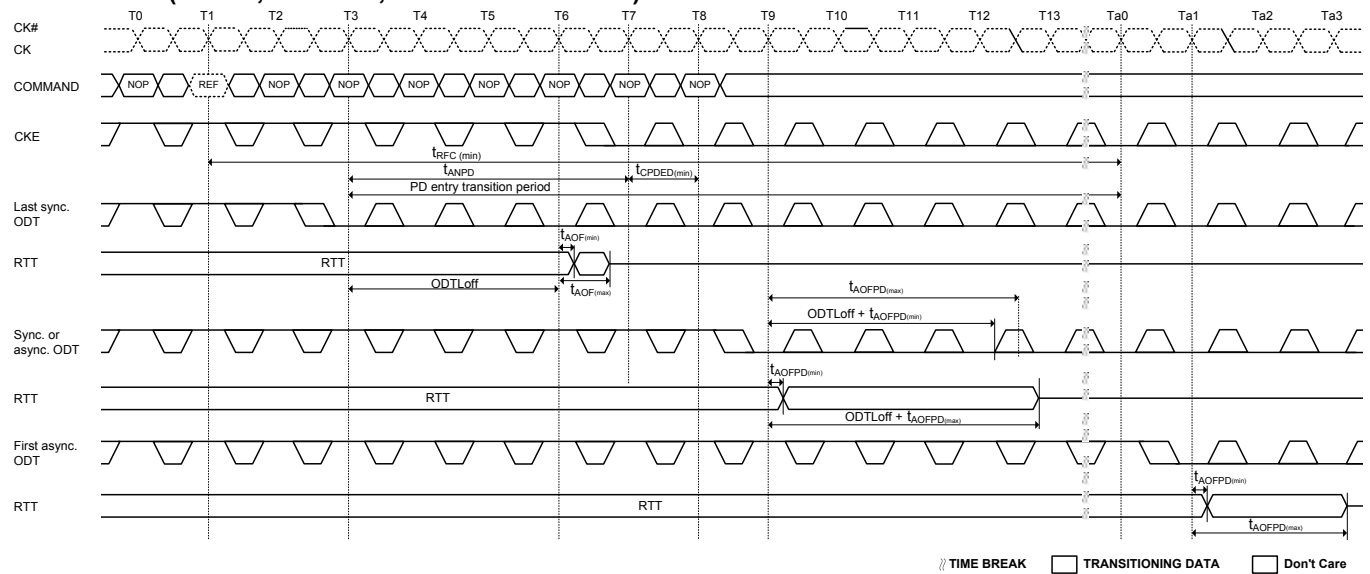 T0 T1 T2 T3 T4 T5 T6 T7 T8 T9 T10 T11 T12 T13 Ta0 Ta1 Ta2 Ta3
CK#
CK
COMMAND NOP REF NOP NOP NOP NOP NOP NOP NOP
CKE
tRFC (min)
tANPD tCPDED(min)
PD entry transition period
Last sync.
ODT
tAOF(min)
RTT RTT
ODTLoff tAOF(max)
tAOFPD(max)
ODTLoff + tAOFPD(min)
Sync. or
async. ODT
tAOFPD(min)
RTT RTT
ODTLoff + tAOFPD(max)
First async.
ODT
tAOFPD(min)
RTT RTT
tAOFPD(max)
TIME BREAK TRANSITIONING DATA Don't Care